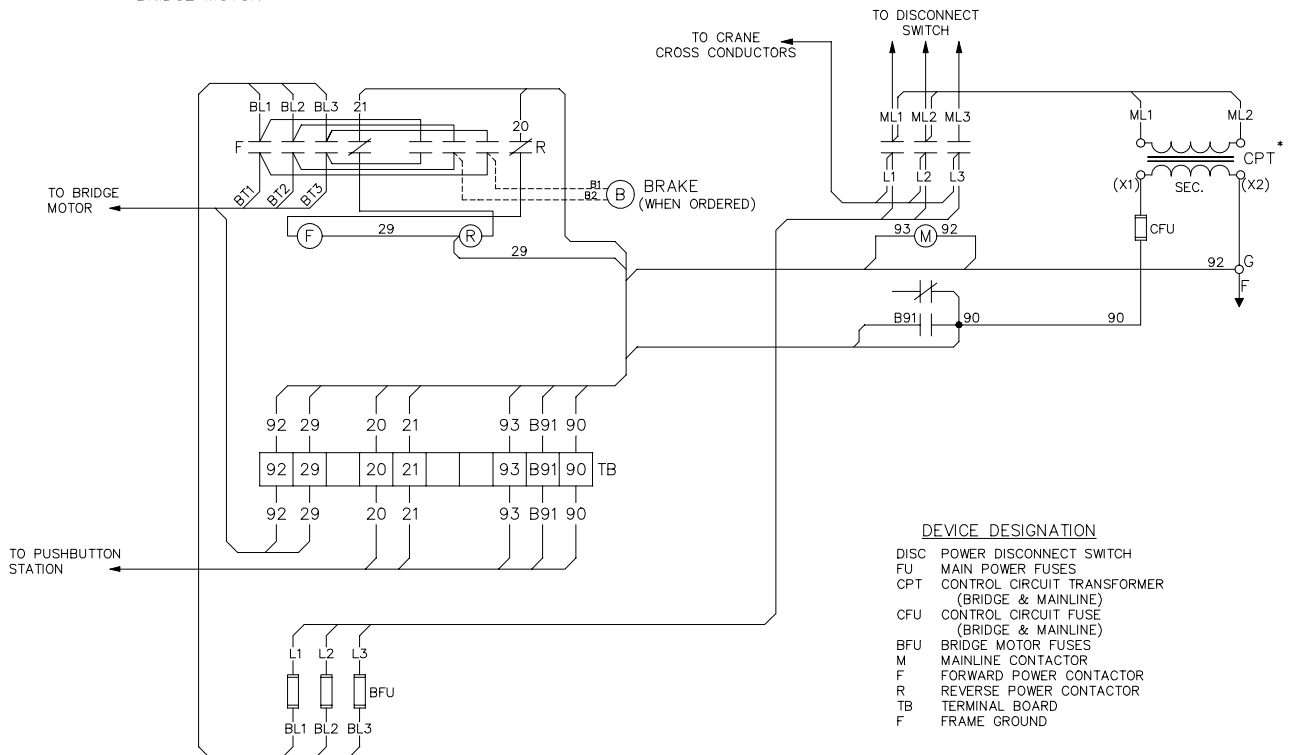 TO DISCONNECT
SWITCH
TO CRANE
CROSS CONDUCTORS
BL1 BL2 BL3 21
20
ML1 ML2 ML3
ML1 ML2
F
R
CPT *
L1 L2 L3
(X1) SEC. (X2)
BT1 BT2 BT3
B1
B2
B
BRAKE
(WHEN ORDERED)
TO BRIDGE
MOTOR
F 29 R
93 M 92
CFU
29
92 G
F
B91 90 90
92 29 20 21 93 B91 90
92 29 20 21 93 B91 90 TB
92 29 20 21 93 B91 90
TO PUSHBUTTON
STATION
L1 L2 L3
BFU
BL1 BL2 BL3
DEVICE DESIGNATION
DISC POWER DISCONNECT SWITCH
FU MAIN POWER FUSES
CPT CONTROL CIRCUIT TRANSFORMER
(BRIDGE & MAINLINE)
CFU CONTROL CIRCUIT FUSE
(BRIDGE & MAINLINE)
BFU BRIDGE MOTOR FUSES
M MAINLINE CONTACTOR
F FORWARD POWER CONTACTOR
R REVERSE POWER CONTACTOR
TB TERMINAL BOARD
F FRAME GROUND